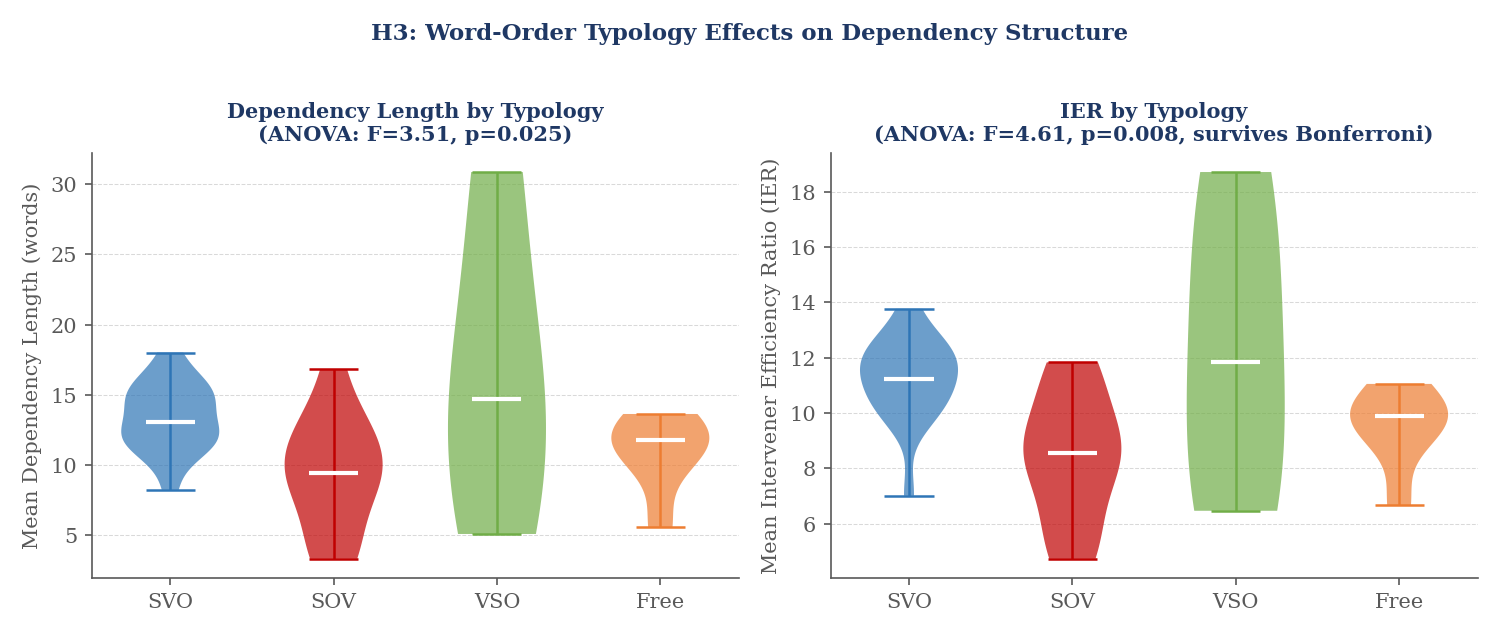 H3: Word-Order Typology Effects on Dependency Structure
Dependency Length by Typology
(ANOVA: F=3.51, p=0.025)
Mean Dependency Length (words)
30
25
20
15
10
5
SVO
SOV
VSO
Free
IER by Typology
(ANOVA: F=4.61, p=0.008, survives Bonferroni)
Mean Intervener Efficiency Ratio (IER)
18
16
14
12
10
8
6
SVO
SOV
VSO
Free